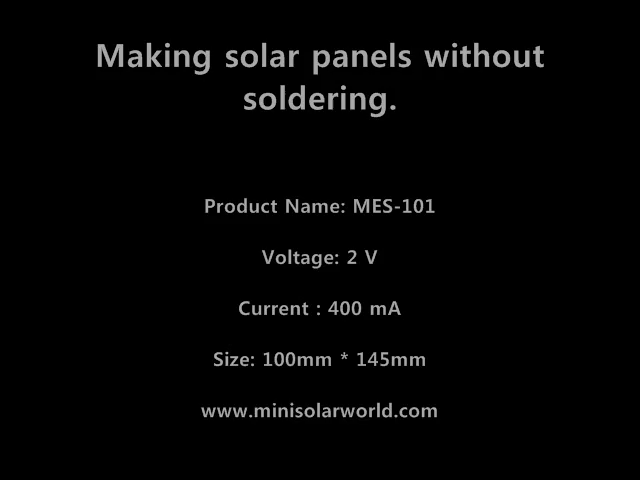 Making solar panels without
soldering.
Product Name: MES-101
Voltage: 2 V
Current : 400 mA
Size: 100mm * 145mm
www.minisolarworld.com